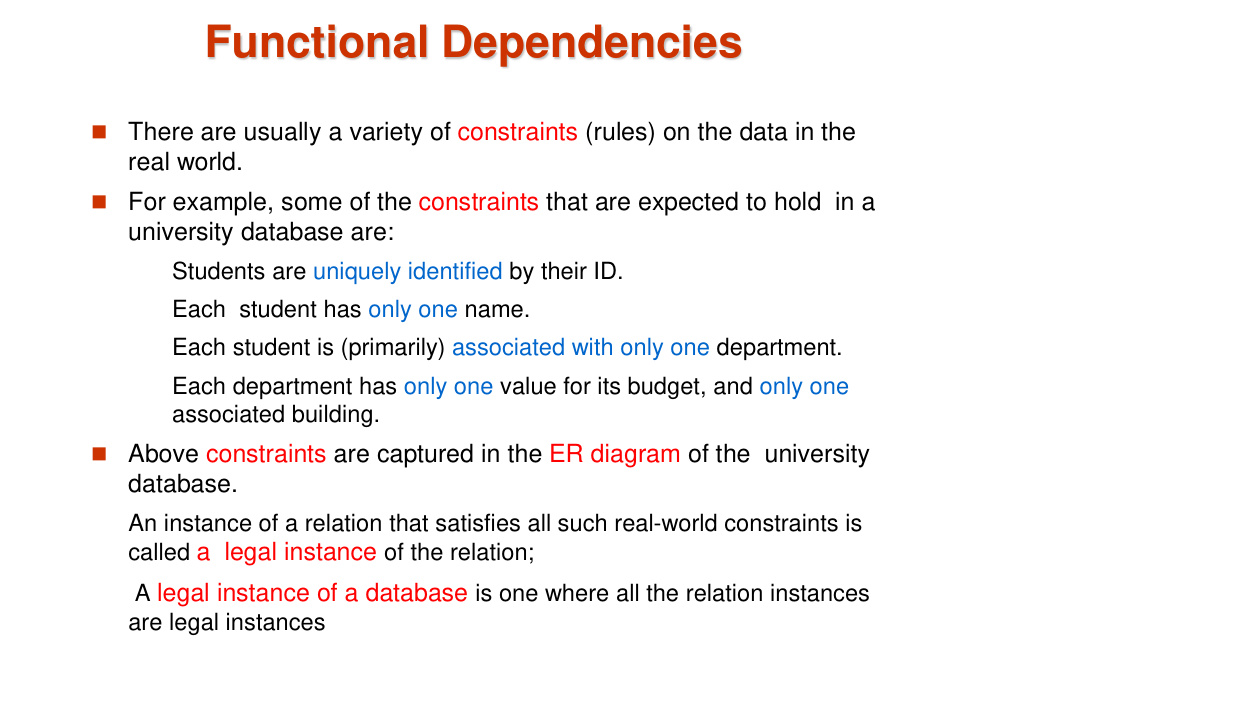 Functional Dependencies
There are usually a variety of constraints (rules) on the data in the
real world.
For example, some of the constraints that are expected to hold  in a
university database are:
Students are uniquely identified by their ID.
Each  student has only one name.
Each student is (primarily) associated with only one department.
Each department has only one value for its budget, and only one
associated building.
Above constraints are captured in the ER diagram of the  university
database.
An instance of a relation that satisfies all such real-world constraints is
called a  legal instance of the relation;
A legal instance of a database is one where all the relation instances
are legal instances